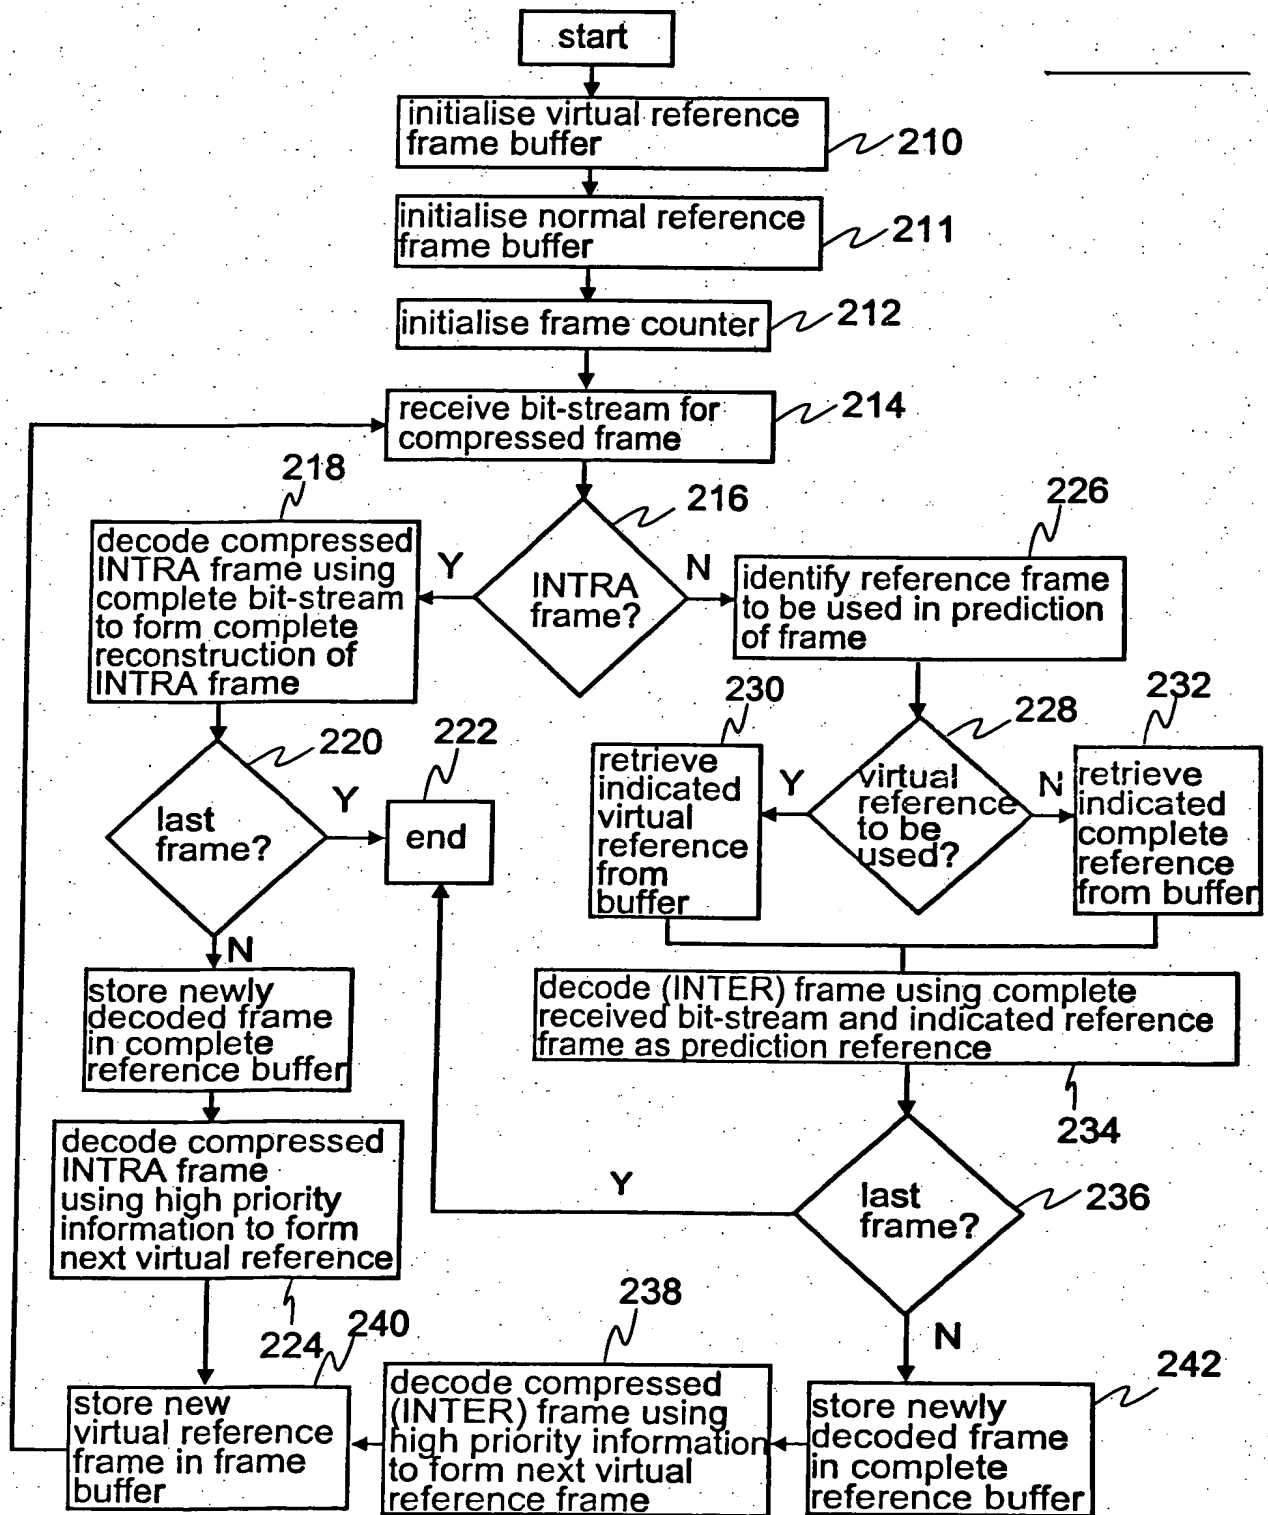 start
initialise virtual reference
frame buffer
210
initialise normal reference
frame buffer
211
initialise frame counter
212
receive bit-stream for
compressed frame
214
216
INTRA
frame?
Y
N
218
decode compressed
INTRA frame using
complete bit-stream
to form complete
reconstruction of
INTRA frame
226
identify reference frame
to be used in prediction
of frame
220
last
frame?
Y
N
222
end
228
virtual
reference
to be
used?
Y
N
230
retrieve
indicated
virtual
reference
from
buffer
232
retrieve
indicated
complete
reference
from buffer
store newly
decoded frame
in complete
reference buffer
decode (INTER) frame using complete
received bit-stream and indicated reference
frame as prediction reference
234
decode compressed
INTRA frame
using high priority
information to form
next virtual reference
224
last
frame?
236
Y
N
240
store new
virtual reference
frame in frame
buffer
238
decode compressed
(INTER) frame using
high priority information
to form next virtual
reference frame
242
store newly
decoded frame
in complete
reference buffer